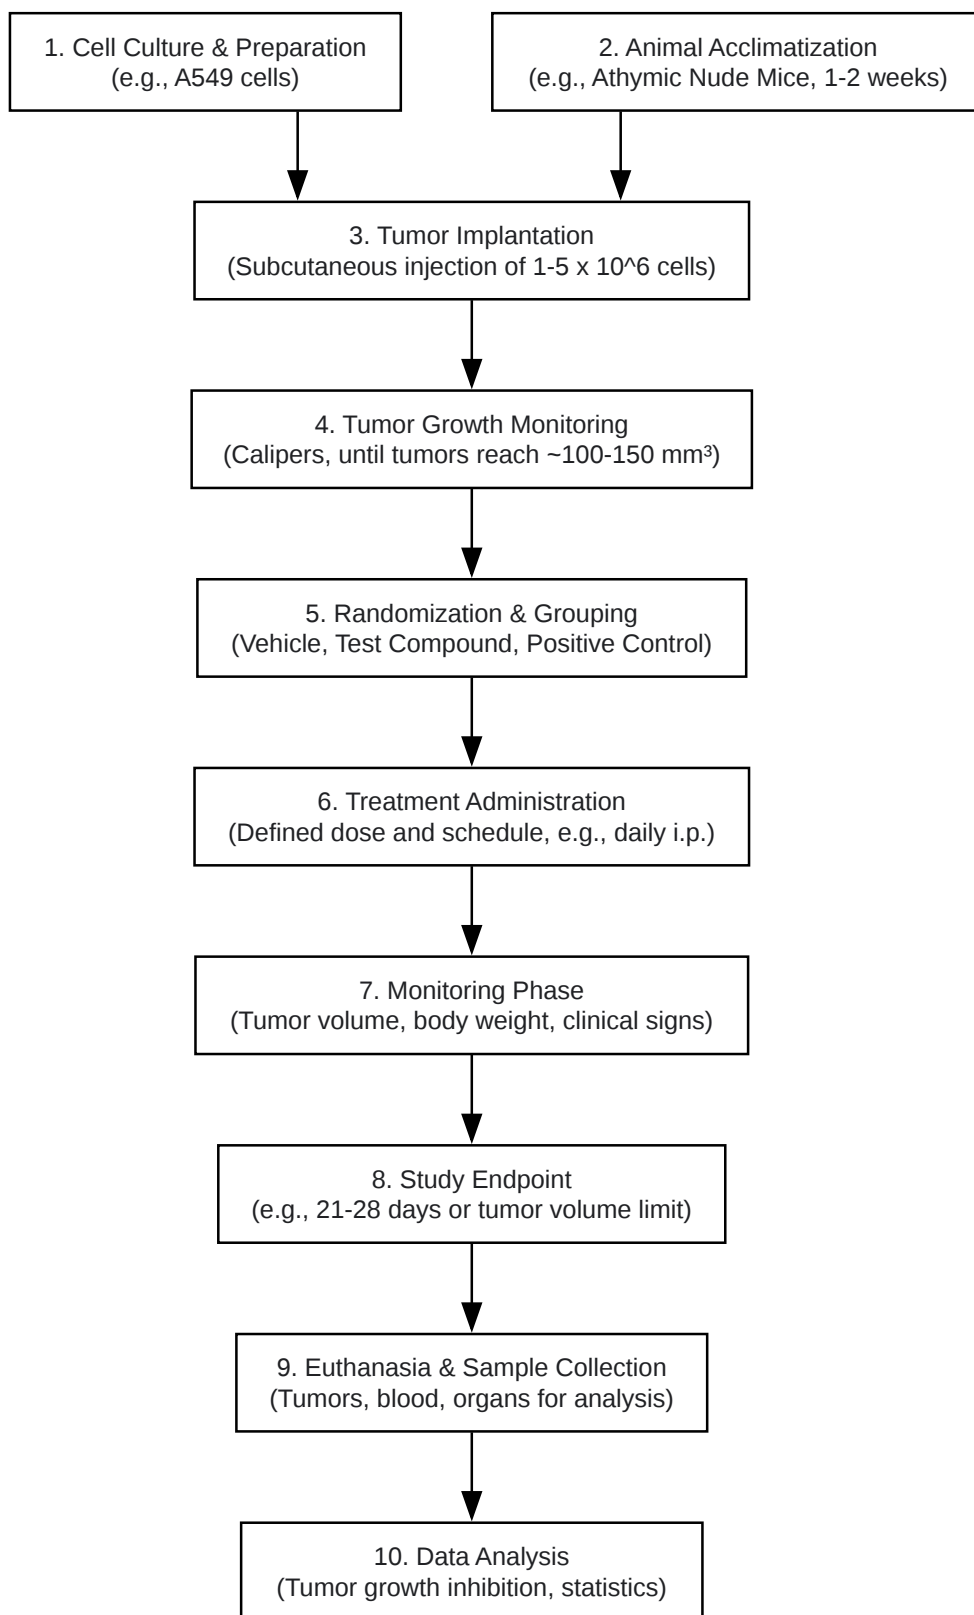 1. Cell Culture & Preparation
(e.g., A549 cells)
2. Animal Acclimatization
(e.g., Athymic Nude Mice, 1-2 weeks)
3. Tumor Implantation
(Subcutaneous injection of 1-5 x 10^6 cells)
4. Tumor Growth Monitoring
(Calipers, until tumors reach ~100-150 mm³)
5. Randomization & Grouping
(Vehicle, Test Compound, Positive Control)
6. Treatment Administration
(Defined dose and schedule, e.g., daily i.p.)
7. Monitoring Phase
(Tumor volume, body weight, clinical signs)
8. Study Endpoint
(e.g., 21-28 days or tumor volume limit)
9. Euthanasia & Sample Collection
(Tumors, blood, organs for analysis)
10. Data Analysis
(Tumor growth inhibition, statistics)